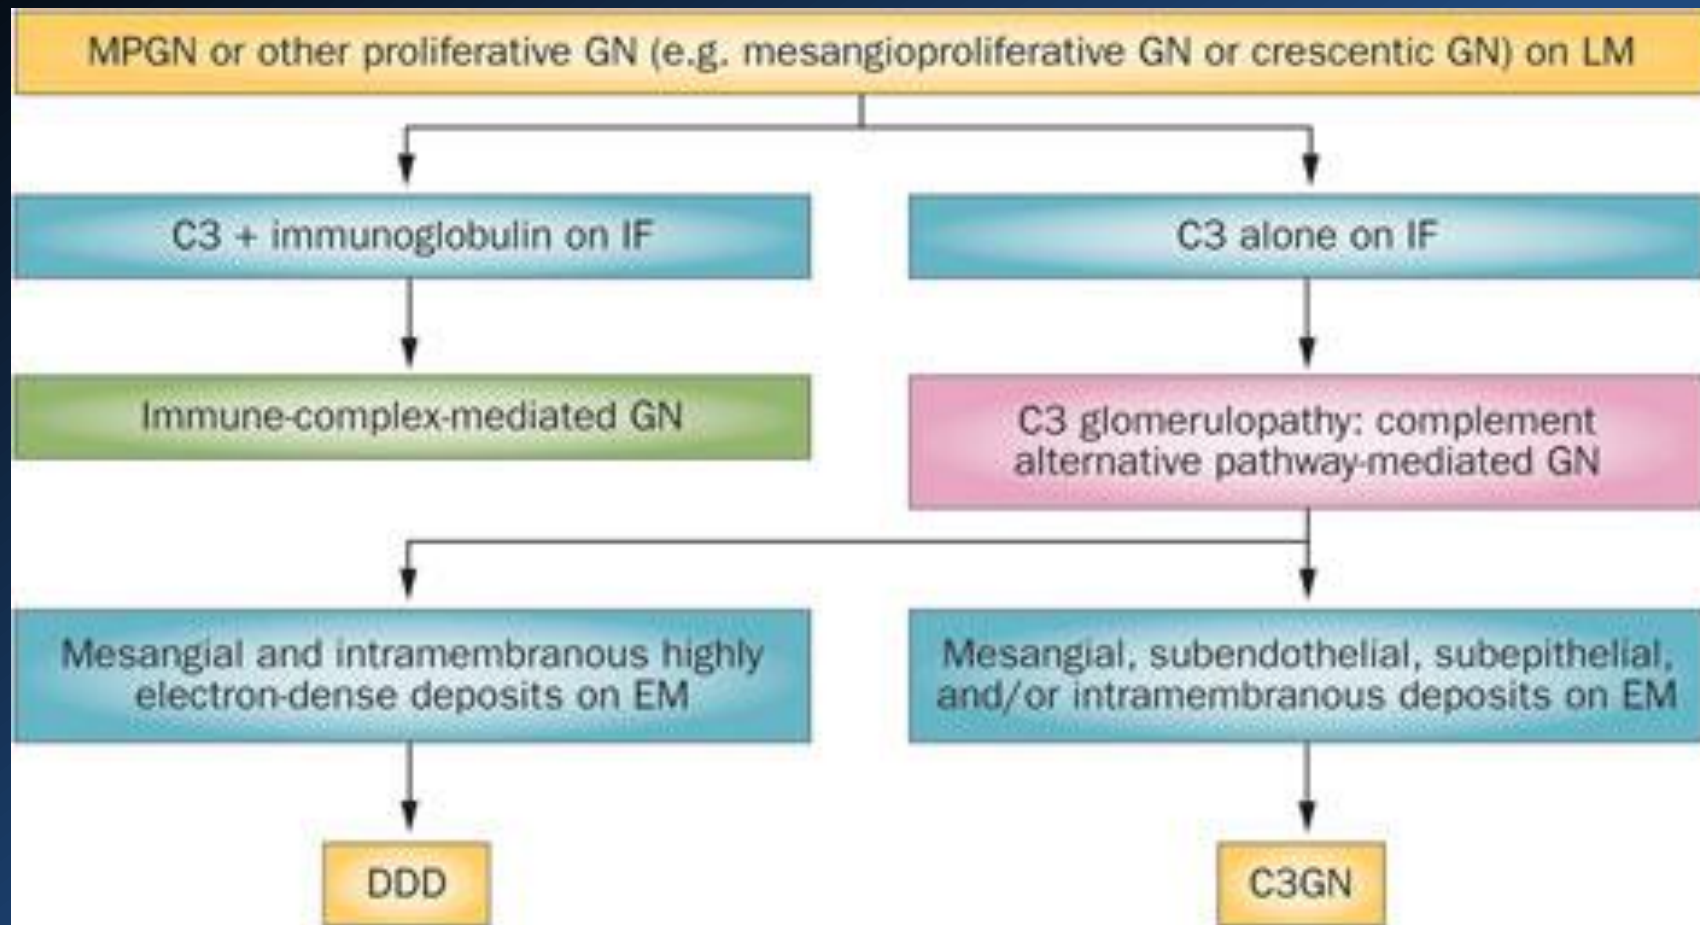 MPGN or other proliferative GN (e.g. mesangioproliferative GN or crescentic GN) on LM
C3 + immunoglobulin on IF
C3 alone on IF
Immune-complex-mediated GN
C3 glomerulopathy: complement
alternative pathway-mediated GN
Mesangial and intramembranous highly
electron-dense deposits on EM
Mesangial, subendothelial, subepithelial,
and/or intramembranous deposits on EM
DDD
C3GN